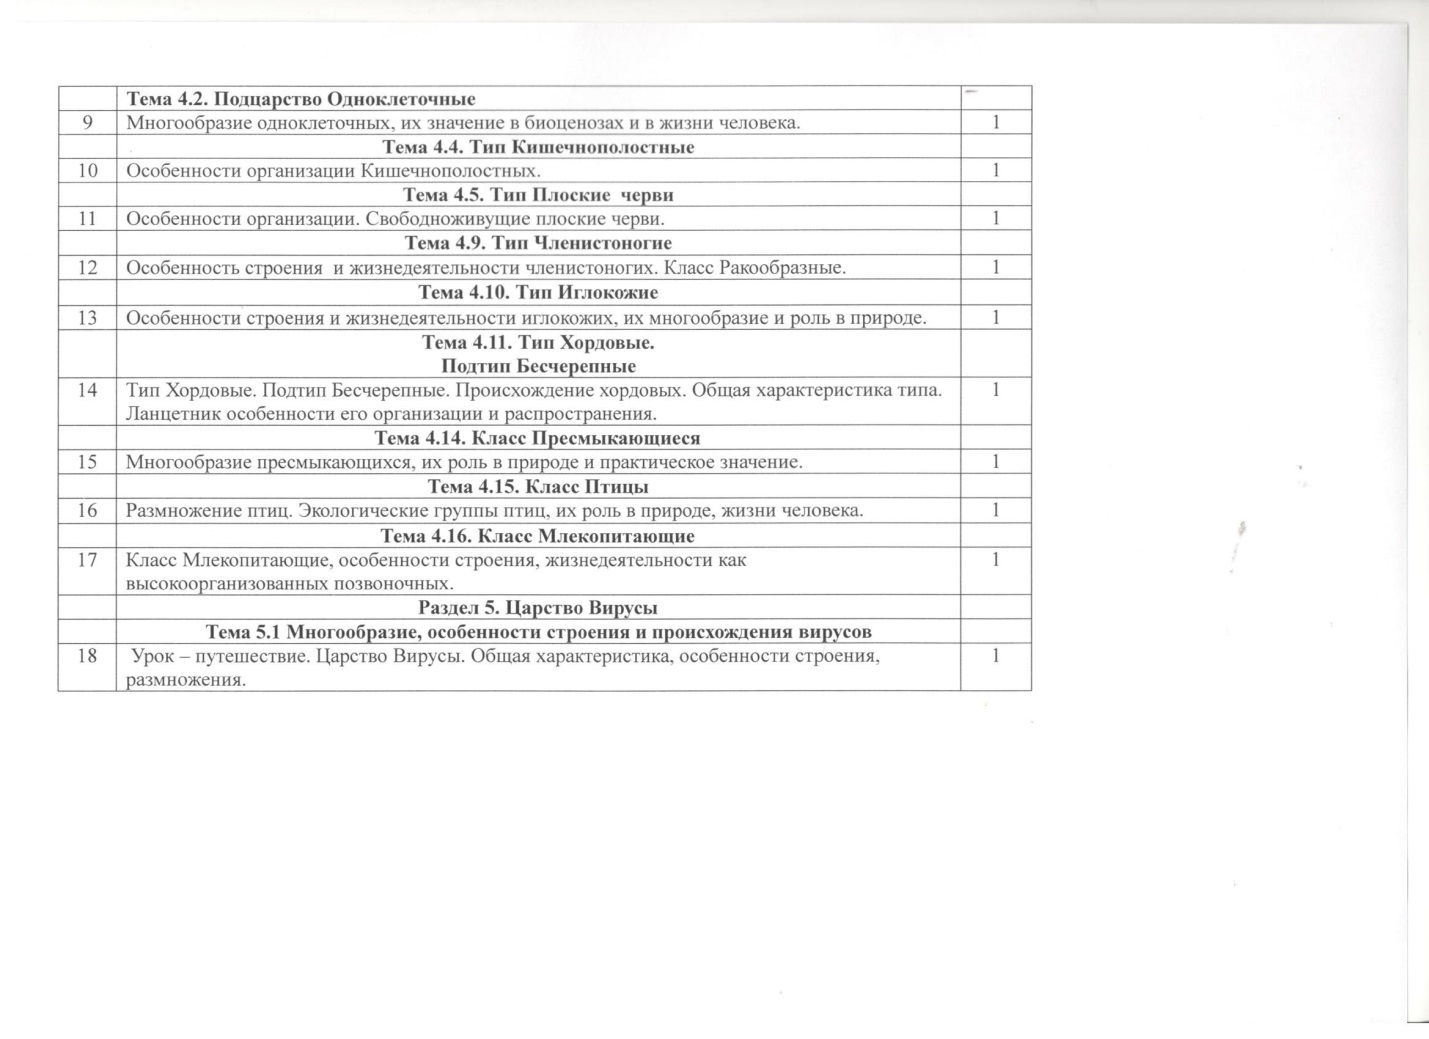 Тема 4.2. Подцарство Одноклеточные
9 Многообразие одноклеточных, их значение в биоценозах и в жизни человека. 1
Тема 4.4. Тип Кишечнополостные
10 Особенности организации Кишечнополостных. 1
Тема 4.5. Тип Плоские черви
11 Особенности организации. Свободноживущие плоские черви. 1
Тема 4.9. Тип Членистоногие
12 Особенность строения и жизнедеятельности членистоногих. Класс Ракообразные. 1
Тема 4.10. Тип Иглокожие
13 Особенности строения и жизнедеятельности иглокожих, их многообразие и роль в природе. 1
Тема 4.11. Тип Хордовые.
Подтип Бесчерепные
14 Тип Хордовые. Подтип Бесчерепные. Происхождение хордовых. Общая характеристика типа. 1
Ланцетник особенности его организации и распространения.
Тема 4.14. Класс Пресмыкающиеся
15 Многообразие пресмыкающихся, их роль в природе и практическое значение. 1
Тема 4.15. Класс Птицы
16 Размножение птиц. Экологические группы птиц, их роль в природе, жизни человека. 1
Тема 4.16. Класс Млекопитающие
17 Класс Млекопитающие, особенности строения, жизнедеятельности как 1
высокоорганизованных позвоночных.
Раздел 5. Царство Вирусы
Тема 5.1 Многообразие, особенности строения и происхождения вирусов
18 Урок – путешествие. Царство Вирусы. Общая характеристика, особенности строения, 1
размножения.